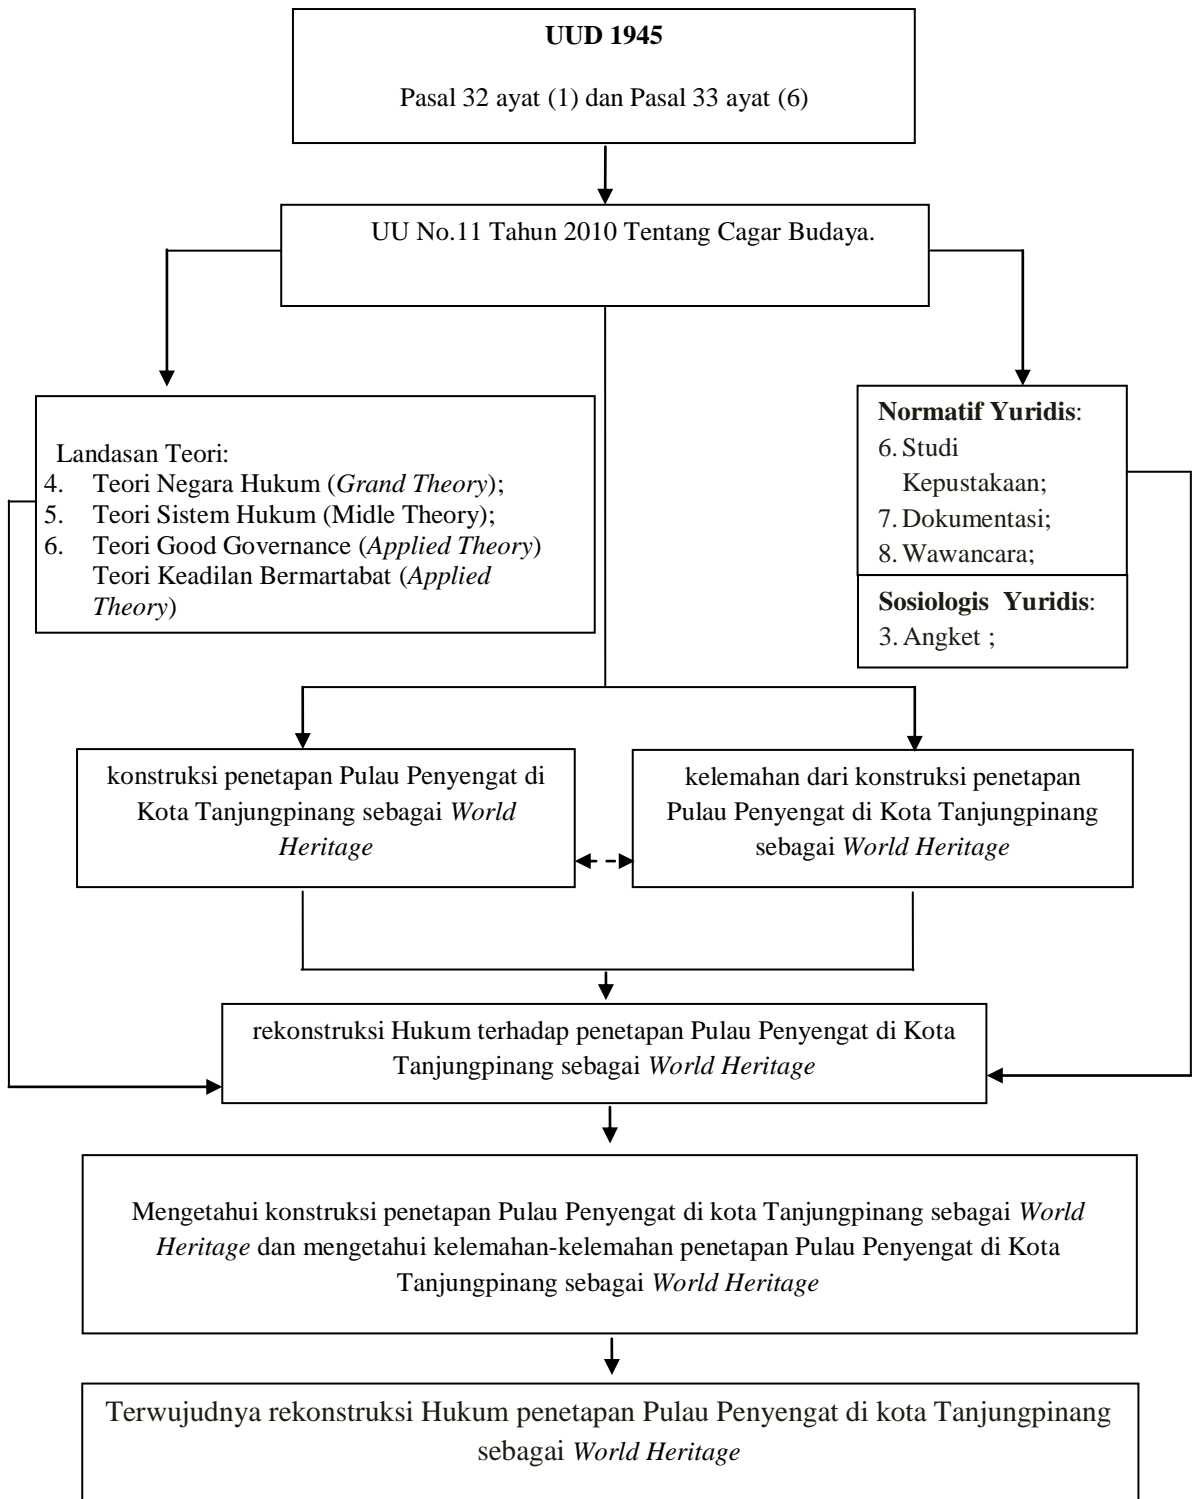 UUD 1945
Pasal 32 ayat (1) dan Pasal 33 ayat (6)
UU No.11 Tahun 2010 Tentang Cagar Budaya.
Landasan Teori:
4. Teori Negara Hukum (Grand Theory);
5. Teori Sistem Hukum (Midle Theory);
6. Teori Good Governance (Applied Theory)
Teori Keadilan Bermartabat (Applied
Theory)
Normatif Yuridis:
6. Studi
Kepustakaan;
7. Dokumentasi;
8. Wawancara;
Sosiologis Yuridis:
3. Angket ;
konstruksi penetapan Pulau Penyengat di
Kota Tanjungpinang sebagai World
Heritage
kelemahan dari konstruksi penetapan
Pulau Penyengat di Kota Tanjungpinang
sebagai World Heritage
rekonstruksi Hukum terhadap penetapan Pulau Penyengat di Kota
Tanjungpinang sebagai World Heritage
Mengetahui konstruksi penetapan Pulau Penyengat di kota Tanjungpinang sebagai World
Heritage dan mengetahui kelemahan-kelemahan penetapan Pulau Penyengat di Kota
Tanjungpinang sebagai World Heritage
Terwujudnya rekonstruksi Hukum penetapan Pulau Penyengat di kota Tanjungpinang
sebagai World Heritage